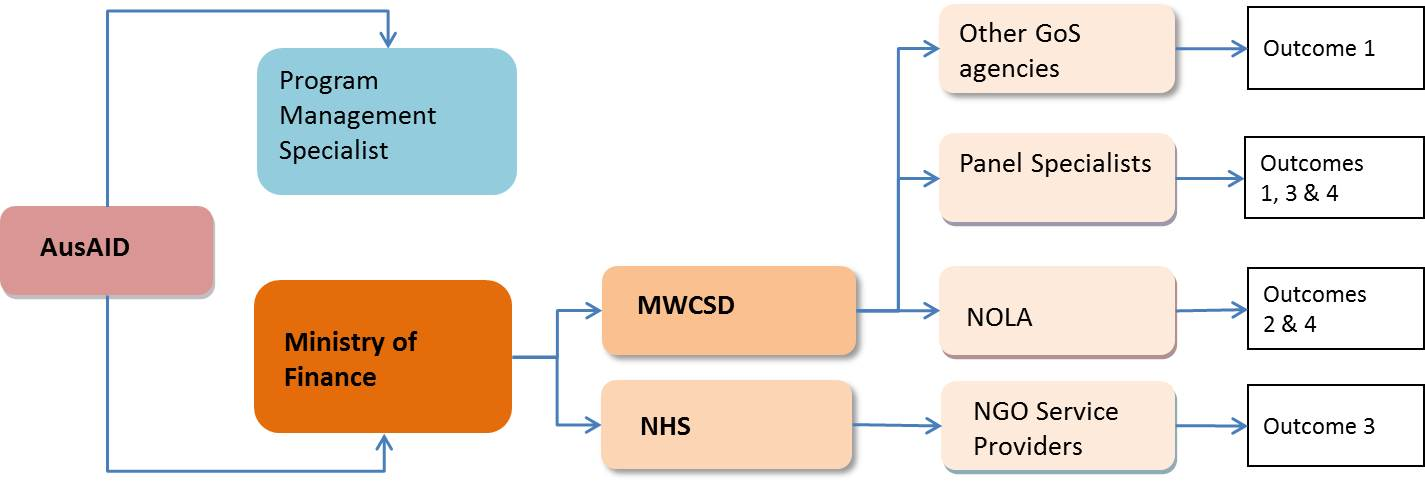 Program
Management
Specialist
AusAID
Ministry of
Finance
MWCSD
NHS
Other GoS
agencies
Panel Specialists
NOLA
NGO Service
Providers
Outcome 1
Outcomes
1, 3 & 4
Outcomes
2 & 4
Outcome 3